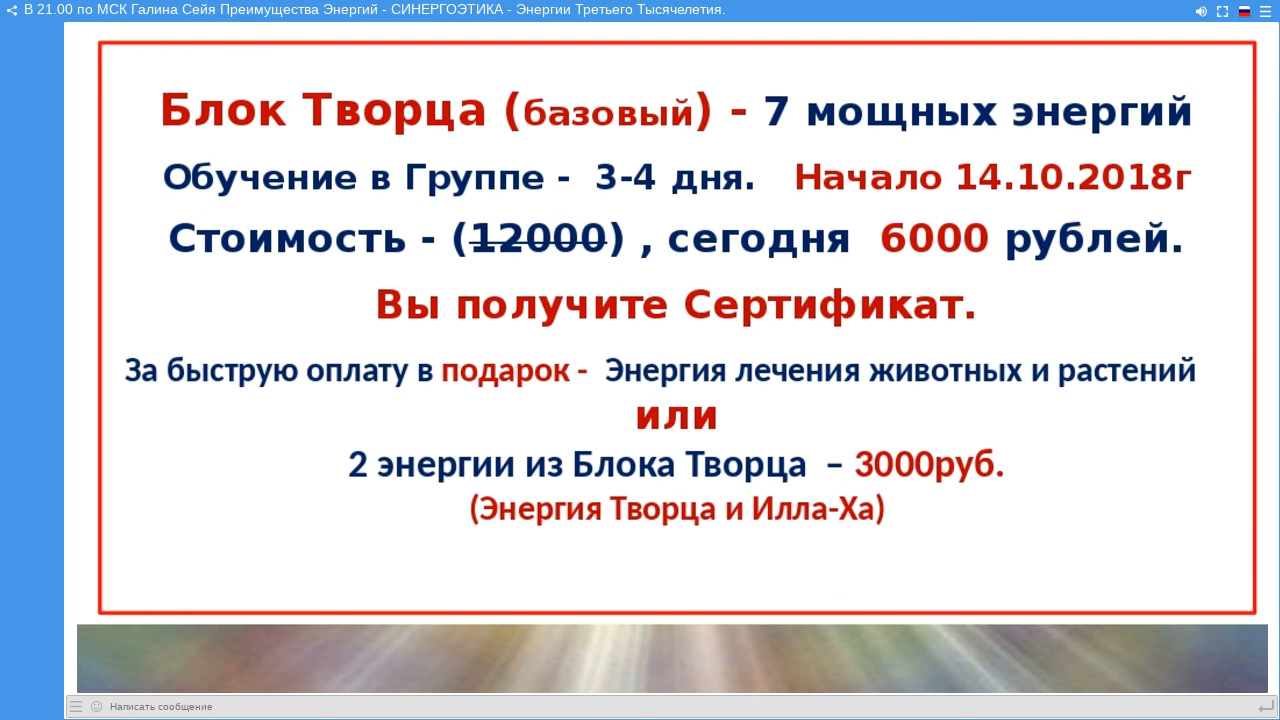 В 21.00 по МСК Галина Сейя Преимущества Энергий - СИНЕРГОЭТИКА - Энергии Третьего Тысячелетия.
Блок Творца (базовый) - 7 мощных энергий
Обучение в Группе - 3-4 дня. Начало 14.10.2018г
Стоимость - (12000) , сегодня 6000 рублей.
Вы получите Сертификат.
За быструю оплату в подарок - Энергия лечения животных и растений
или
2 энергии из Блока Творца – 3000руб.
(Энергия Творца и Илла-Ха)
Написать сообщение